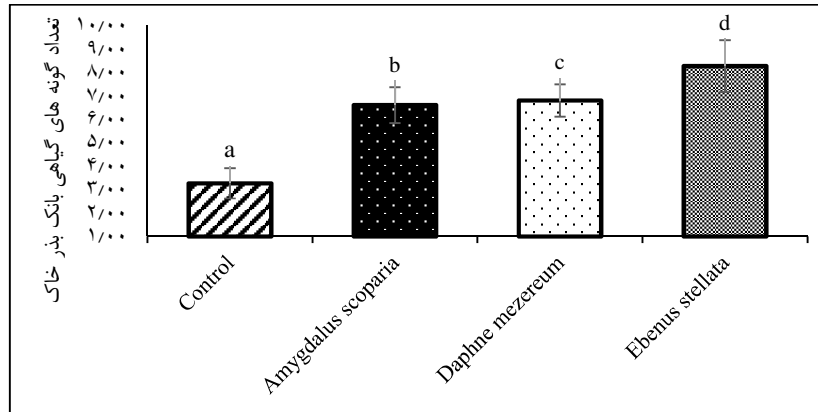 تعداد گونه های گیاهی بانک بذر خاک
۱۰/۰۰
۹/۰۰
۸/۰۰
۷/۰۰
۶/۰۰
۵/۰۰
۴/۰۰
۳/۰۰
۲/۰۰
۱/۰۰
a
b
c
d
Control
Amygdalus scoparia
Daphne mezereum
Ebenus stellata